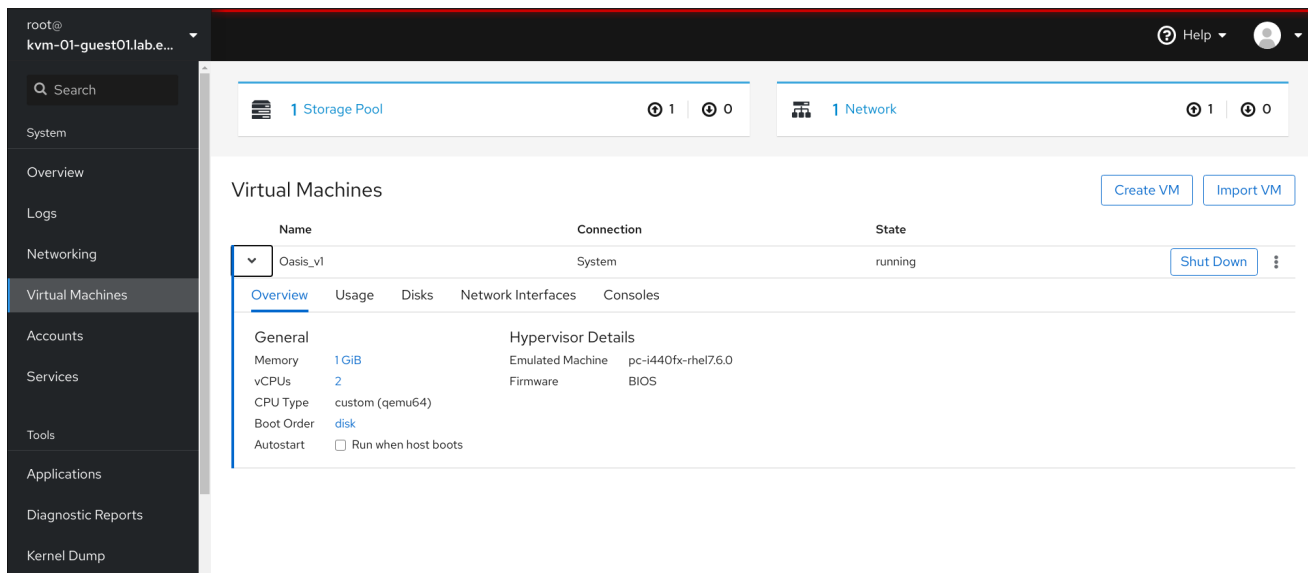 root@
kvm-01-guest01.lab.e...
Help
Search
System
Overview
Logs
Networking
Virtual Machines
Accounts
Services
Tools
Applications
Diagnostic Reports
Kernel Dump
1 Storage Pool 1 0
1 Network 1 0
Virtual Machines
Create VM Import VM
Name Connection State
Oasis_v1 System running Shut Down
Overview Usage Disks Network Interfaces Consoles
General
Memory 1 GiB
vCPUs 2
CPU Type custom (qemu64)
Boot Order disk
Autostart Run when host boots
Hypervisor Details
Emulated Machine pc-i440fx-rhel7.6.0
Firmware BIOS